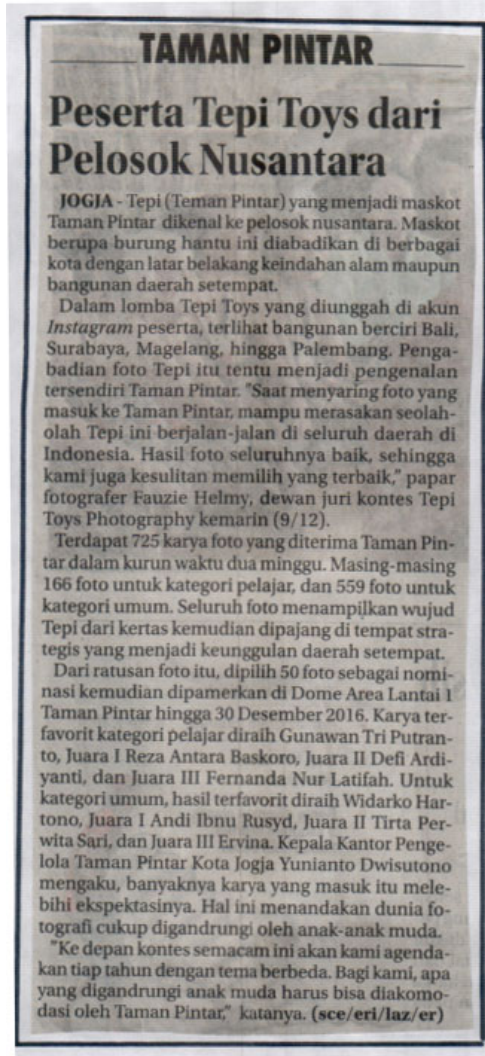 TAMAN PINTAR
Peserta Tepi Toys dari
Pelosok Nusantara
JOGJA - Tepi (Teman Pintar) yang menjadi maskot
Taman Pintar dikenal ke pelosok nusantara. Maskot
berupa burung hantu ini diabadikan di berbagai
kota dengan latar belakang keindahan alam maupun
bangunan daerah setempat.
Dalam lomba Tepi Toys yang diunggah di akun
Instagram peserta, terlihat bangunan berciri Bali,
Surabaya, Magelang, hingga Palembang. Penga-
badian foto Tepi itu tentu menjadi pengenalan
tersendiri Taman Pintar. "Saat menyaring foto yang
masuk ke Taman Pintar, mampu merasakan seolah-
olah Tepi ini berjalan-jalan di seluruh daerah di
Indonesia. Hasil foto seluruhnya baik, sehingga
kami juga kesulitan memilih yang terbaik," papar
fotografer Fauzie Helmy, dewan juri kontes Tepi
Toys Photography kemarin (9/12).
Terdapat 725 karya foto yang diterima Taman Pin-
tar dalam kurun waktu dua minggu. Masing-masing
166 foto untuk kategori pelajar, dan 559 foto untuk
kategori umum. Seluruh foto menampilkan wujud
Tepi dari kertas kemudian dipajang di tempat stra-
tegis yang menjadi keunggulan daerah setempat.
Dari ratusan foto itu, dipilih 50 foto sebagai nomi-
nasi kemudian dipamerkan di Dome Area Lantai 1
Taman Pintar hingga 30 Desember 2016. Karya ter-
favorit kategori pelajar diraih Gunawan Tri Putran-
to, Juara I Reza Antara Baskoro, Juara II Defi Ardi-
yanti, dan Juara III Fernanda Nur Latifah. Untuk
kategori umum, hasil terfavorit diraih Widarko Har-
tono, Juara I Andi Ibnu Rusyd, Juara II Tirta Per-
wita Sari, dan Juara III Ervina. Kepala Kantor Penge-
lola Taman Pintar Kota Jogja Yunianto Dwisutono
mengaku, banyaknya karya yang masuk itu mele-
bihi ekspektasinya. Hal ini menandakan dunia fo-
tografi cukup digandrungi oleh anak-anak muda.
"Ke depan kontes semacam ini akan kami agenda-
kan tiap tahun dengan tema berbeda. Bagi kami, apa
yang digandrungi anak muda harus bisa diakomo-
dasi oleh Taman Pintar," katanya. (sce/eri/laz/er)